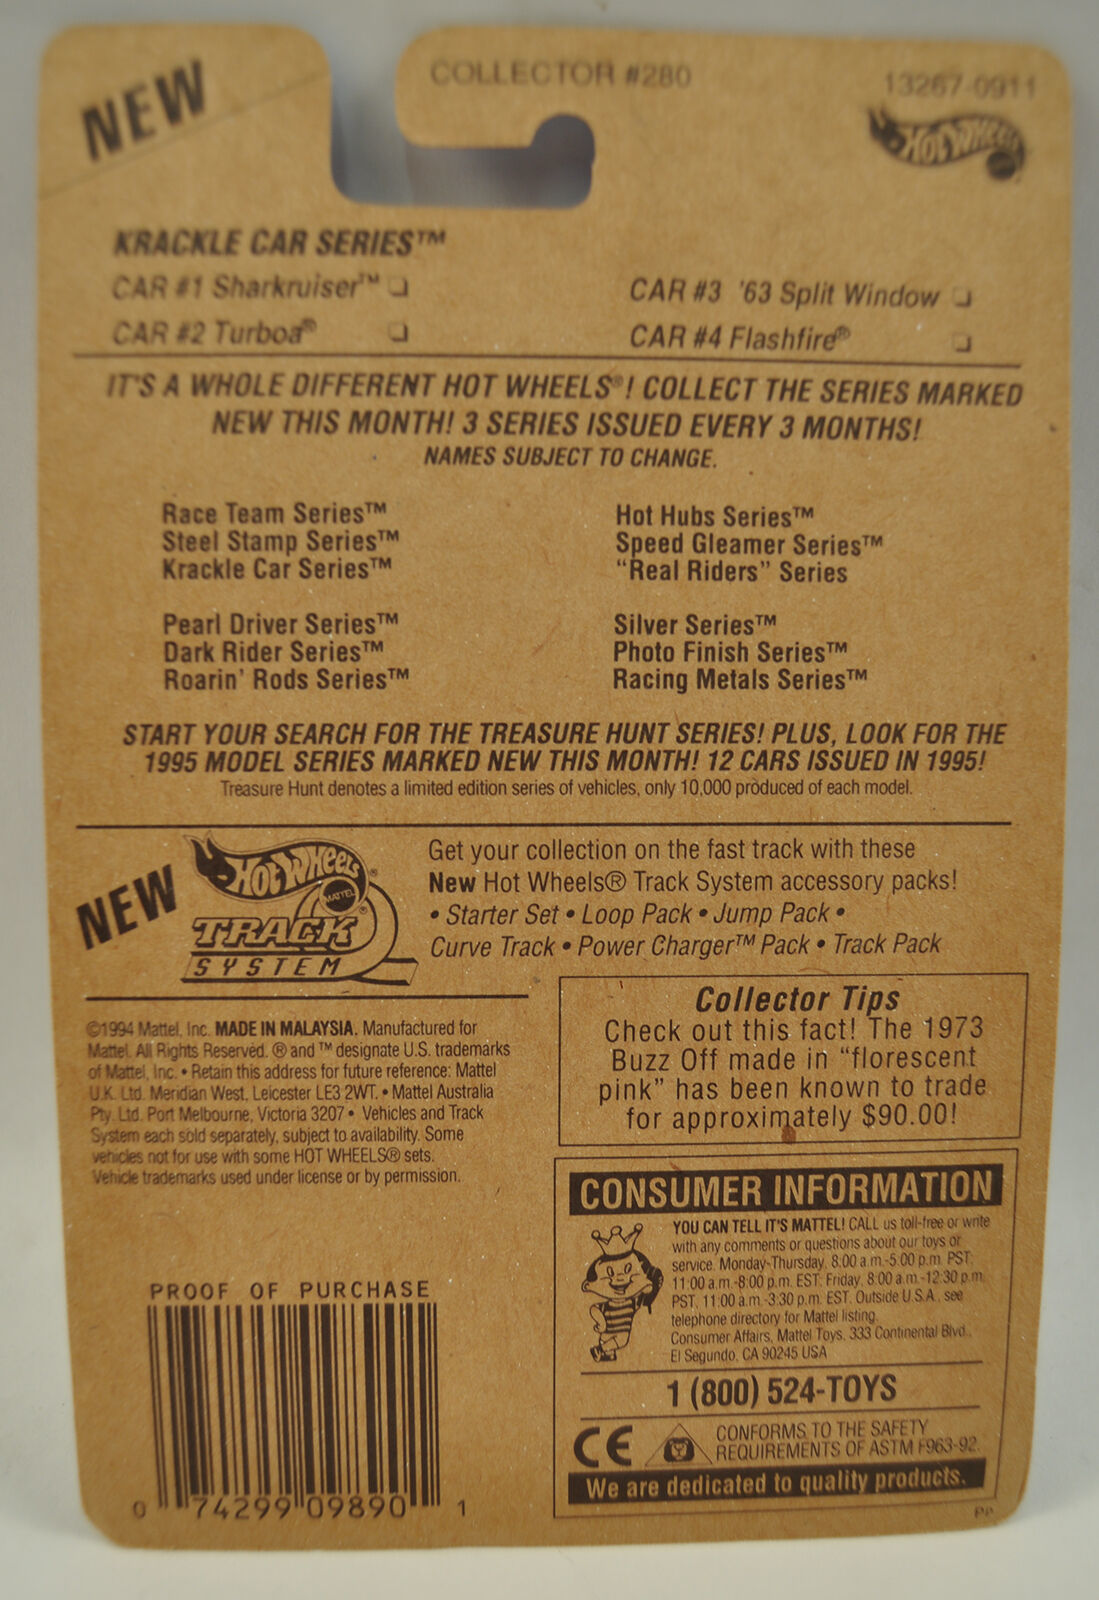 NEW
COLLECTOR #280
13267-0911
HOT WHEELS
KRACKLE CAR SERIES™
CAR #1 Sharkruiser™ ❏
CAR #3 '63 Split Window ❏
CAR #2 Turboa® ❏
CAR #4 Flashfire® ❏
IT'S A WHOLE DIFFERENT HOT WHEELS®! COLLECT THE SERIES MARKED
NEW THIS MONTH! 3 SERIES ISSUED EVERY 3 MONTHS!
NAMES SUBJECT TO CHANGE.
Race Team Series™
Steel Stamp Series™
Krackle Car Series™
Hot Hubs Series™
Speed Gleamer Series™
"Real Riders" Series
Pearl Driver Series™
Dark Rider Series™
Roarin' Rods Series™
Silver Series™
Photo Finish Series™
Racing Metals Series™
START YOUR SEARCH FOR THE TREASURE HUNT SERIES! PLUS, LOOK FOR THE
1995 MODEL SERIES MARKED NEW THIS MONTH! 12 CARS ISSUED IN 1995!
Treasure Hunt denotes a limited edition series of vehicles, only 10,000 produced of each model.
NEW
HOT WHEELS®
MATTEL
TRACK®
SYSTEM
Get your collection on the fast track with these
New Hot Wheels® Track System accessory packs!
• Starter Set • Loop Pack • Jump Pack •
Curve Track • Power Charger™ Pack • Track Pack
©1994 Mattel, Inc. MADE IN MALAYSIA. Manufactured for
Mattel. All Rights Reserved. ® and ™ designate U.S. trademarks
of Mattel, Inc. • Retain this address for future reference: Mattel
U.K. Ltd. Meridian West, Leicester LE3 2WT. • Mattel Australia
Pty. Ltd. Port Melbourne, Victoria 3207 • Vehicles and Track
System each sold separately, subject to availability. Some
vehicles not for use with some HOT WHEELS® sets.
Vehicle trademarks used under license or by permission.
Collector Tips
Check out this fact! The 1973
Buzz Off made in "florescent
pink" has been known to trade
for approximately $90.00!
CONSUMER INFORMATION
YOU CAN TELL IT'S MATTEL! CALL us toll-free or write
with any comments or questions about our toys or
service. Monday-Thursday, 8:00 a.m.-5:00 p.m. PST,
11:00 a.m.-8:00 p.m. EST; Friday, 8:00 a.m.-12:30 p.m.
PST, 11:00 a.m.-3:30 p.m. EST. Outside U.S.A., see
telephone directory for Mattel listing.
Consumer Affairs, Mattel Toys, 333 Continental Blvd.,
El Segundo, CA 90245 USA
1 (800) 524-TOYS
CE
CONFORMS TO THE SAFETY
REQUIREMENTS OF ASTM F963-92.
We are dedicated to quality products.
PP
PROOF OF PURCHASE
0 74299 09890 1